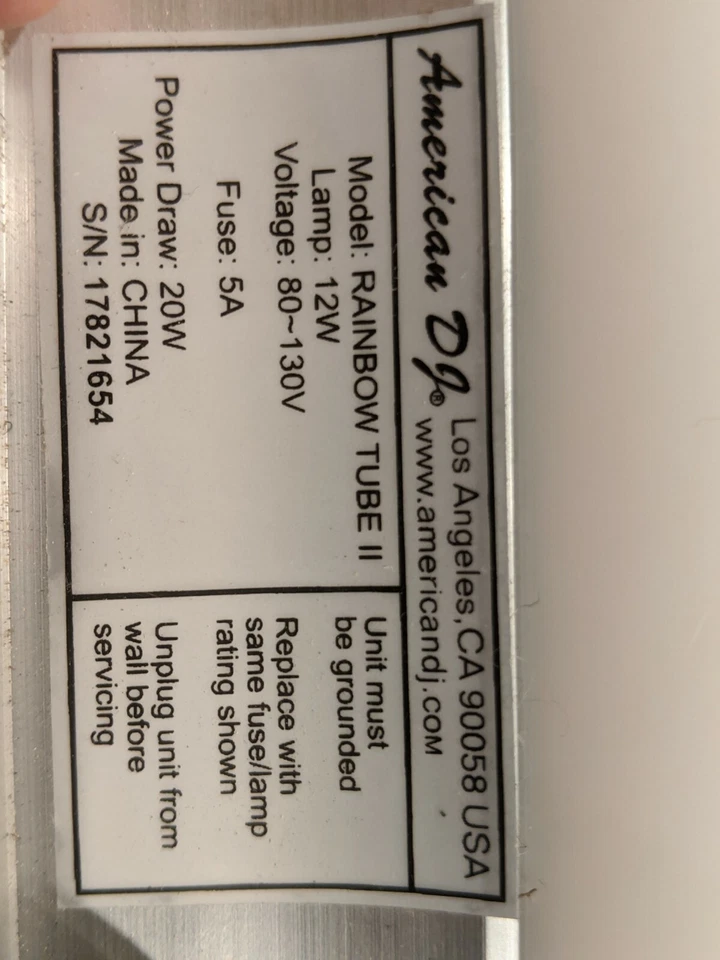 American DJ® Los Angeles, CA 90058 USA
www.americandj.com
Model: RAINBOW TUBE II
Lamp: 12W
Voltage: 80~130V
Fuse: 5A
Power Draw: 20W
Made in: CHINA
S/N: 17821654
Unit must
be grounded
Replace with
same fuse/lamp
rating shown
Unplug unit from
wall before
servicing